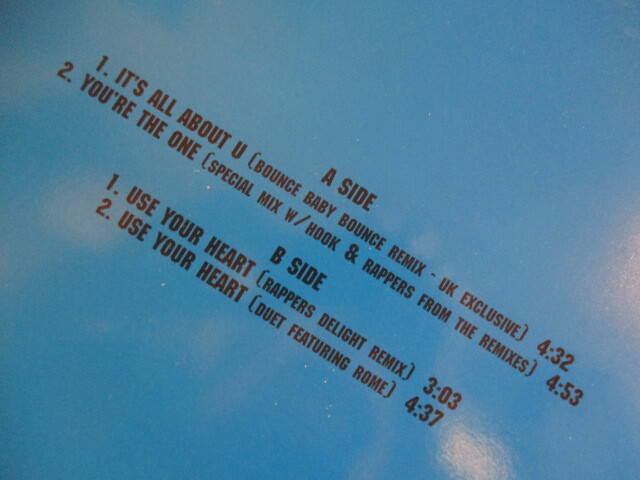 A SIDE
1. IT'S ALL ABOUT U (BOUNCE BABY BOUNCE REMIX - UK EXCLUSIVE) 4:32
2. YOU'RE THE ONE (SPECIAL MIX W/HOOK & RAPPERS FROM THE REMIXES) 4:53
B SIDE
1. USE YOUR HEART (RAPPERS DELIGHT REMIX) 3:03
2. USE YOUR HEART (DUET FEATURING ROME) 4:37